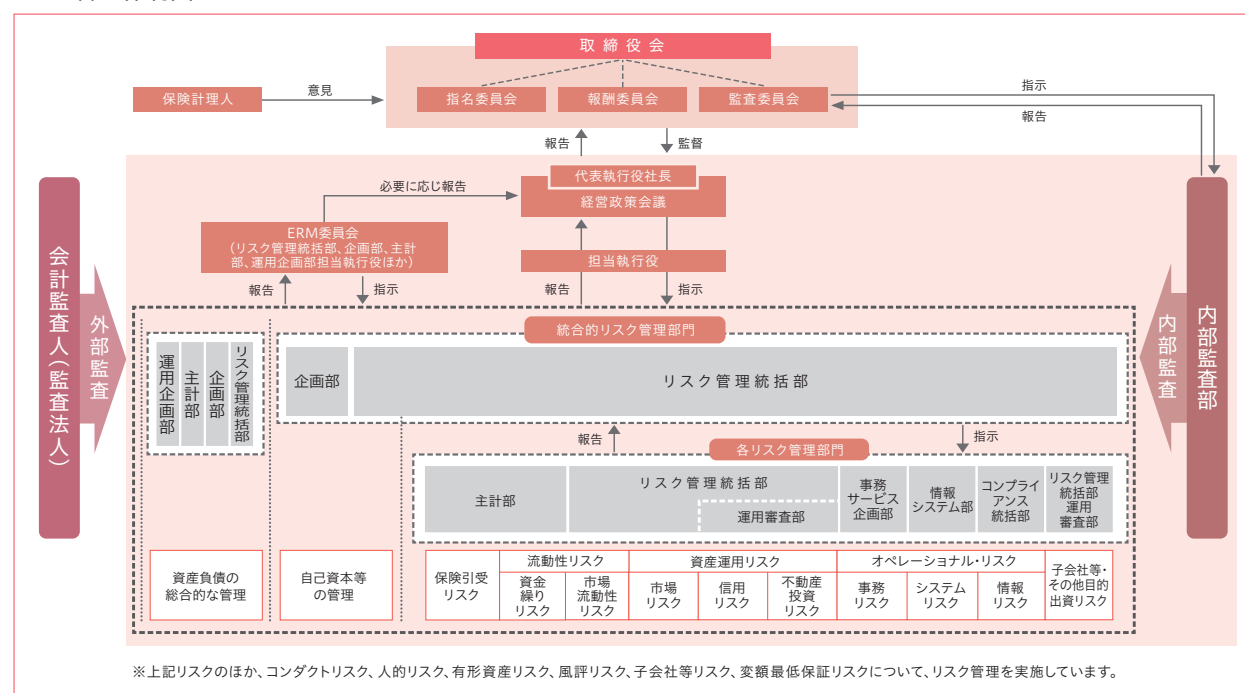 取締役会
保険計理人
意見
指名委員会
報酬委員会
監査委員会
指示
報告
報告
監督
代表執行役社長
経営政策会議
必要に応じ報告
ERM委員会
(リスク管理統括部、企画部、主計
部、運用企画部担当執行役ほか)
担当執行役
報告
指示
報告
指示
会計監査人(監査法人)
外部監査
内部監査
内部監査部
統合的リスク管理部門
運用企画部
主計部
企画部
リスク管理統括部
企画部
リスク管理統括部
報告
指示
各リスク管理部門
主計部
リスク管理統括部
運用審査部
事務
サービス
企画部
情報
システム部
コンプライ
アンス
統括部
リスク管理
統括部
運用
審査部
資産負債の
総合的な管理
自己資本等
の管理
保険引受
リスク
流動性リスク
資金
繰り
リスク
市場
流動性
リスク
資産運用リスク
市場
リスク
信用
リスク
不動産
投資
リスク
オペレーショナル・リスク
事務
リスク
システム
リスク
情報
リスク
子会社等・
その他目的
出資リスク
※上記リスクのほか、コンダクトリスク、人的リスク、有形資産リスク、風評リスク、子会社等リスク、変額最低保証リスクについて、リスク管理を実施しています。